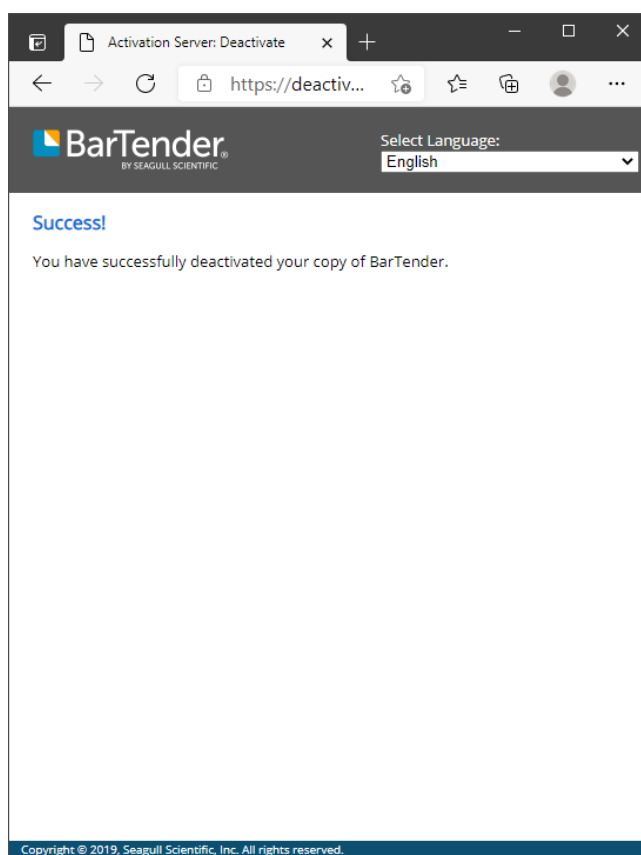 Activation Server: Deactivate
https://deactiv...
BarTender®
BY SEAGULL SCIENTIFIC
Select Language:
English
Success!
You have successfully deactivated your copy of BarTender.
Copyright © 2019, Seagull Scientific, Inc. All rights reserved.